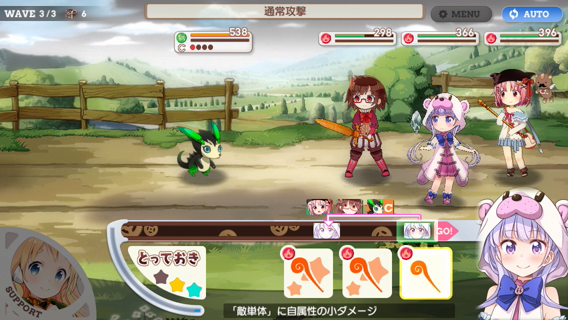 WAVE 3/3 6
通常攻撃
MENU
AUTO
538
298
366
396
C
C
GO!
とっておき
SUPPORT
「敵単体」に自属性の小ダメージ